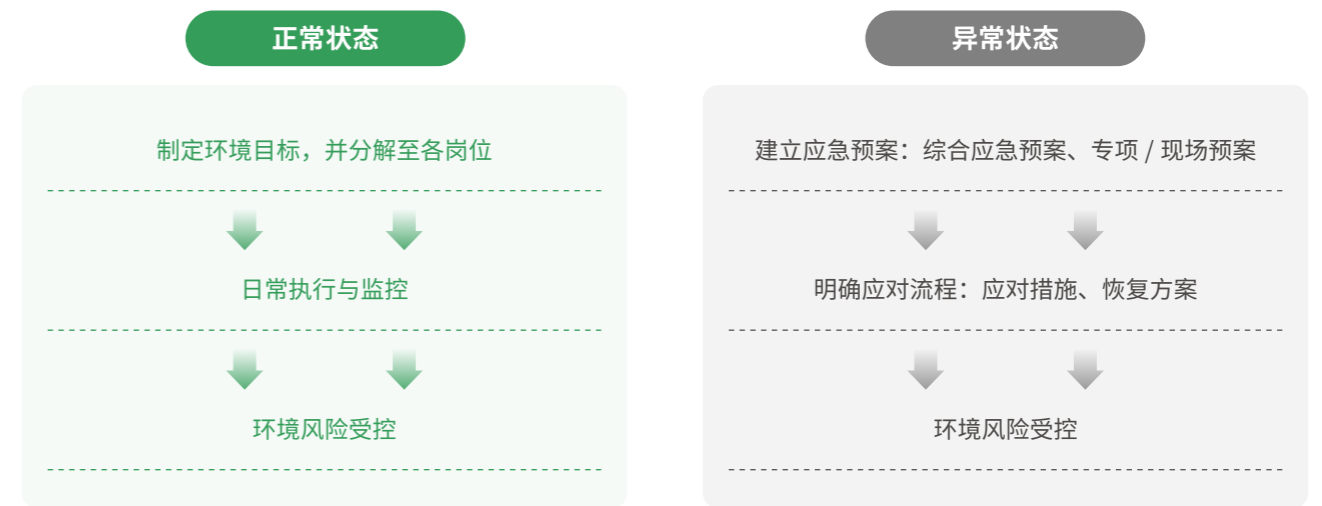 正常状态
制定环境目标，并分解至各岗位
日常执行与监控
环境风险受控
异常状态
建立应急预案：综合应急预案、专项 / 现场预案
明确应对流程：应对措施、恢复方案
环境风险受控